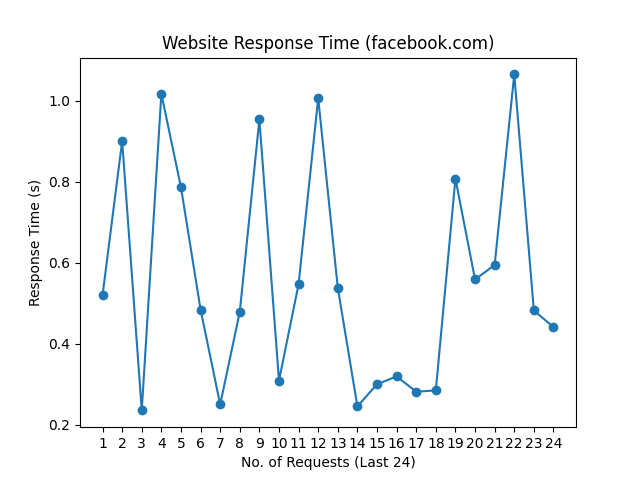 Website Response Time (facebook.com)
Response Time (s)
1.0
0.8
0.6
0.4
0.2
1 2 3 4 5 6 7 8 9 10 11 12 13 14 15 16 17 18 19 20 21 22 23 24
No. of Requests (Last 24)